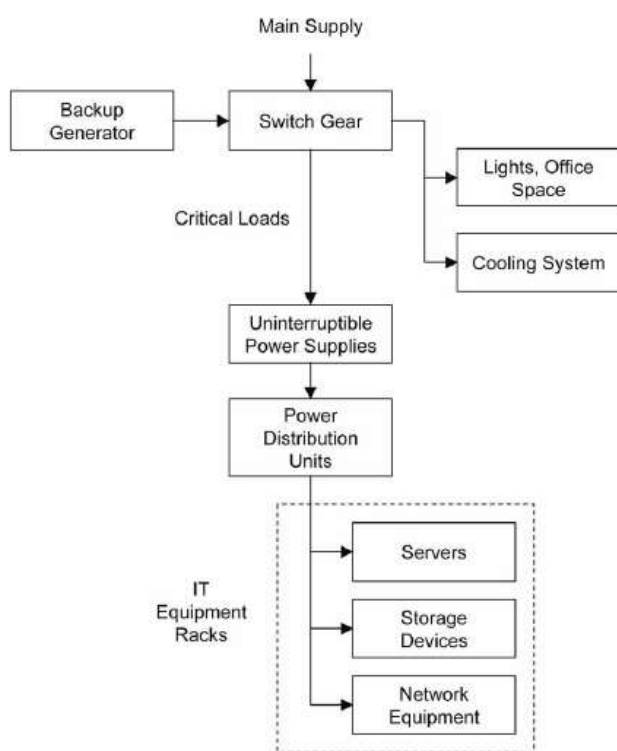 Main Supply
Backup
Generator
Switch Gear
Lights, Office
Space
Critical Loads
Cooling System
Uninterruptible
Power Supplies
Power
Distribution
Units
Servers
IT
Equipment
Racks
Storage
Devices
Network
Equipment